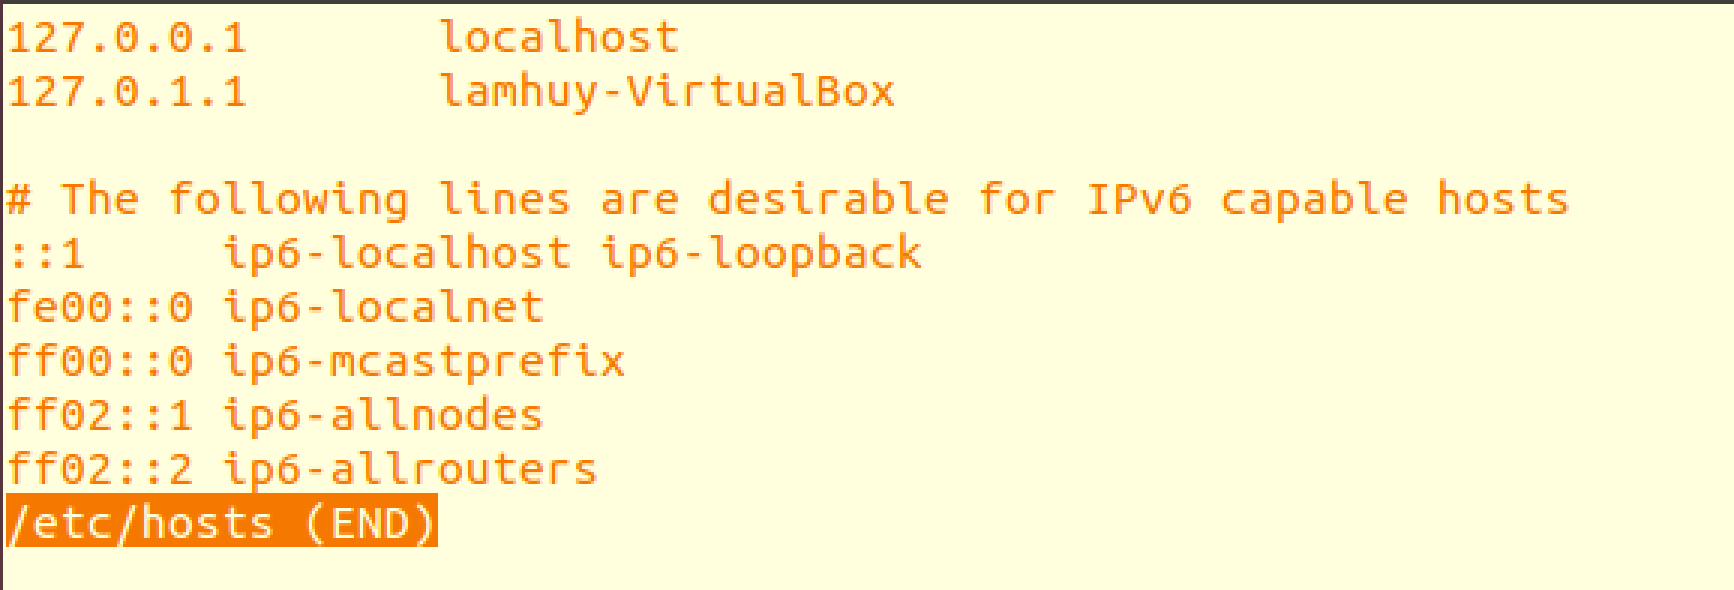 127.0.0.1       localhost
127.0.1.1       lamhuy-VirtualBox

# The following lines are desirable for IPv6 capable hosts
::1     ip6-localhost ip6-loopback
fe00::0 ip6-localnet
ff00::0 ip6-mcastprefix
ff02::1 ip6-allnodes
ff02::2 ip6-allrouters
/etc/hosts (END)